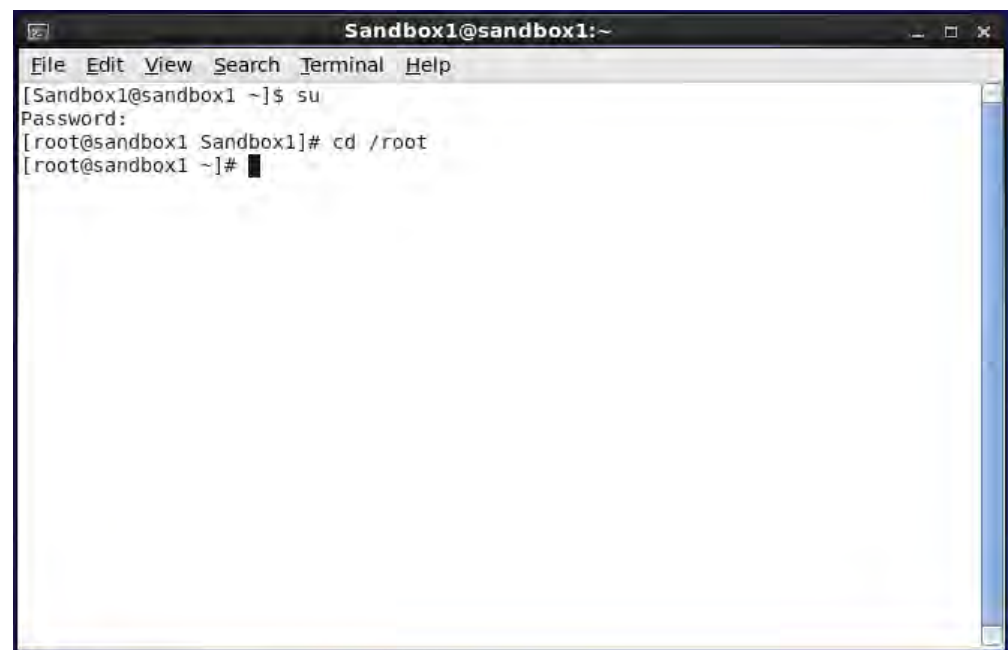 Sandbox1@sandbox1:~
File Edit View Search Terminal Help
[Sandbox1@sandbox1 ~]$ su
Password:
[root@sandbox1 Sandbox1]# cd /root
[root@sandbox1 ~]#